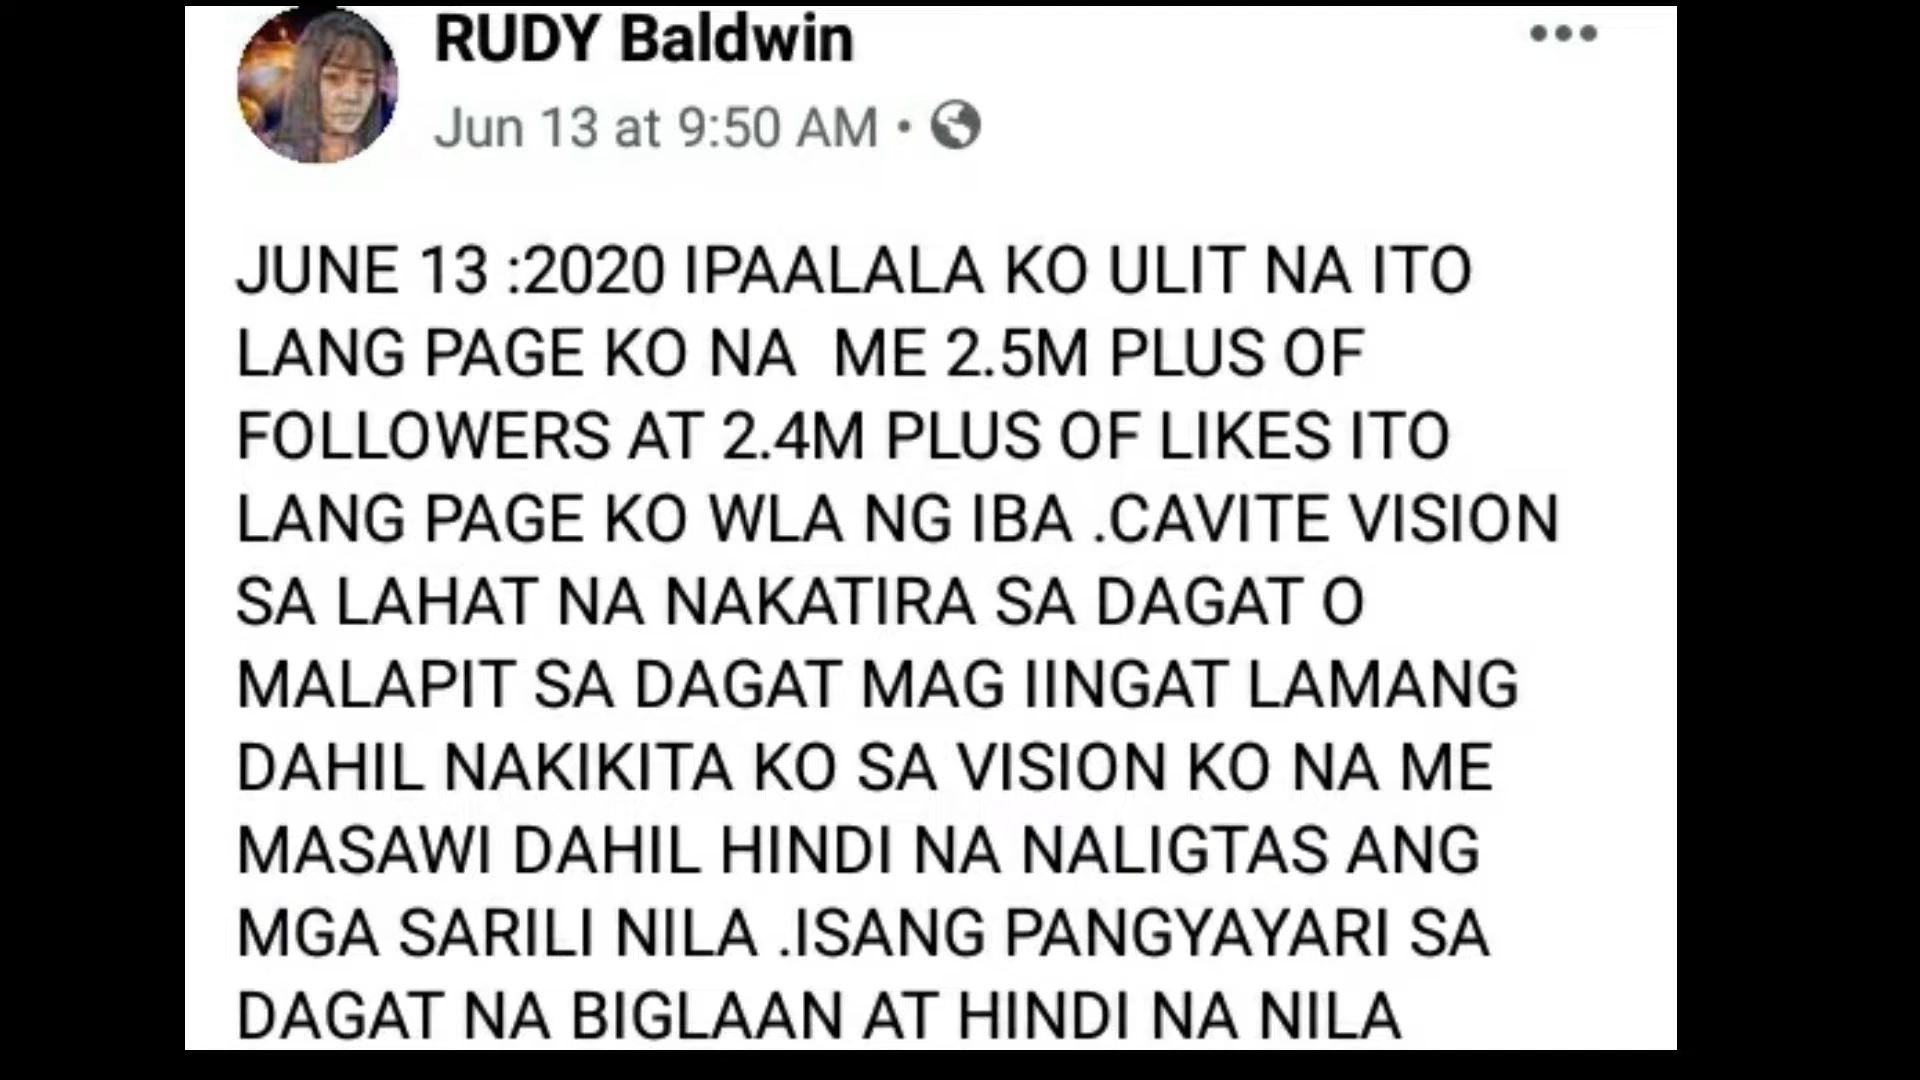 RUDY Baldwin
Jun 13 at 9:50 AM •
JUNE 13 :2020 IPAALALA KO ULIT NA ITO
LANG PAGE KO NA ME 2.5M PLUS OF
FOLLOWERS AT 2.4M PLUS OF LIKES ITO
LANG PAGE KO WLA NG IBA .CAVITE VISION
SA LAHAT NA NAKATIRA SA DAGAT O
MALAPIT SA DAGAT MAG IINGAT LAMANG
DAHIL NAKIKITA KO SA VISION KO NA ME
MASAWI DAHIL HINDI NA NALIGTAS ANG
MGA SARILI NILA .ISANG PANGYAYARI SA
DAGAT NA BIGLAAN AT HINDI NA NILA